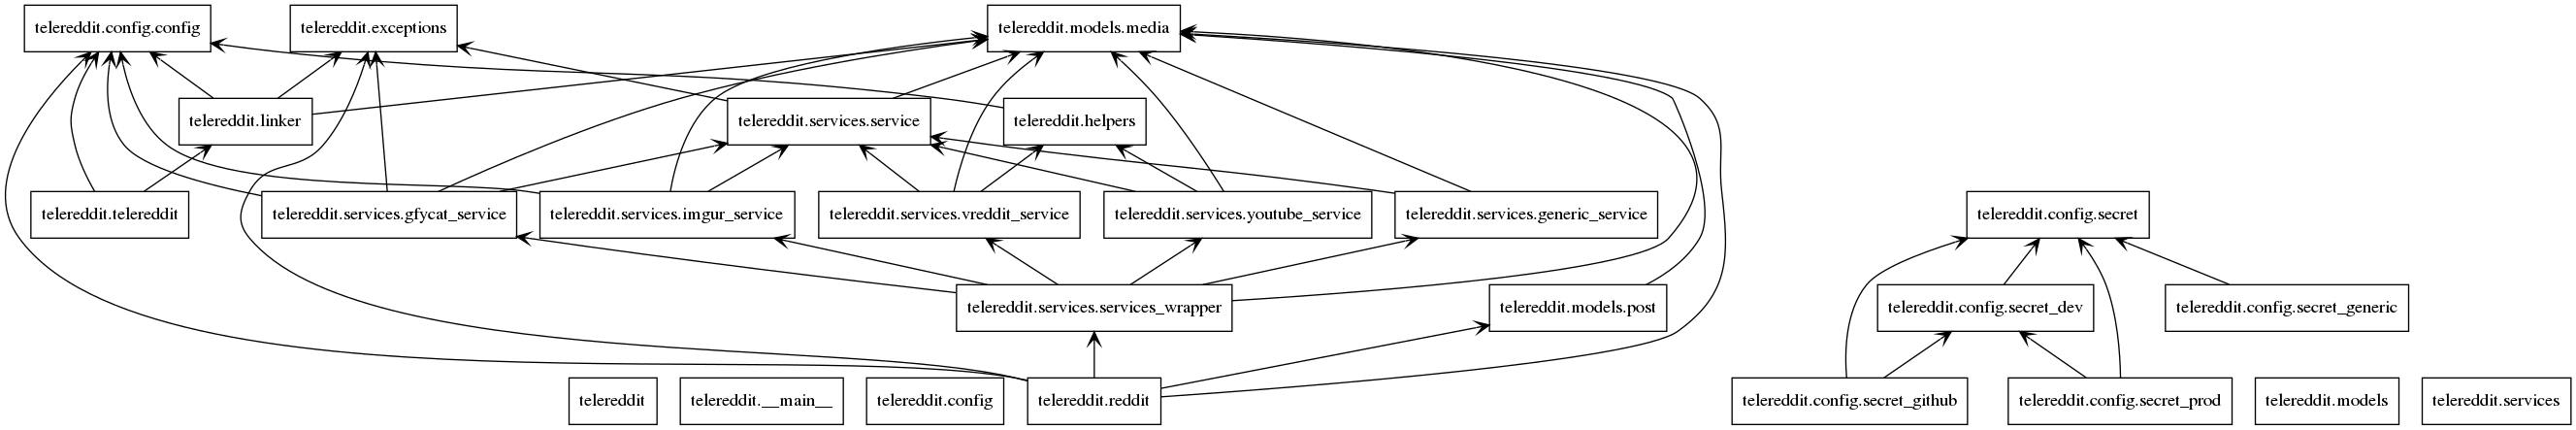 telereddit.config.config
telereddit.exceptions
telereddit.models.media
telereddit.linker
telereddit.services.service
telereddit.helpers
telereddit.telereddit
telereddit.services.gfycat_service
telereddit.services.imgur_service
telereddit.services.vreddit_service
telereddit.services.youtube_service
telereddit.services.generic_service
telereddit.config.secret
telereddit.services.services_wrapper
telereddit.models.post
telereddit.config.secret_dev
telereddit.config.secret_generic
telereddit
telereddit.__main__
telereddit.config
telereddit.reddit
telereddit.config.secret_github
telereddit.config.secret_prod
telereddit.models
telereddit.services